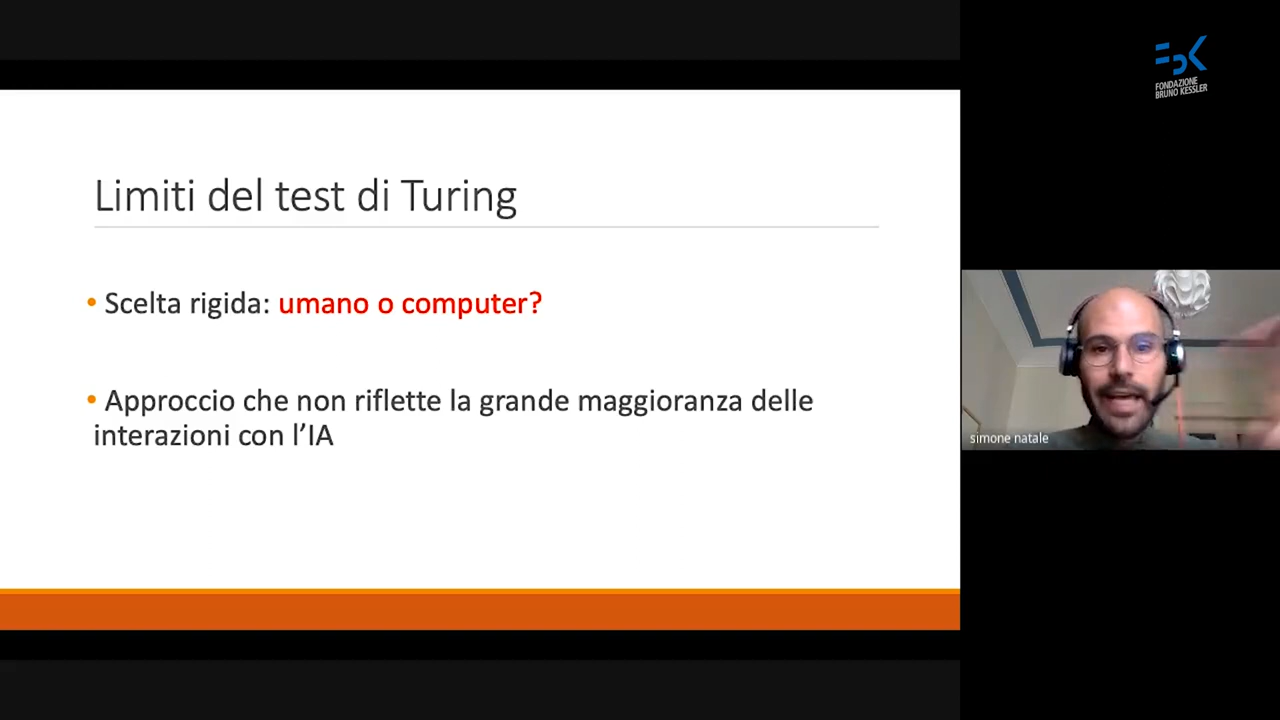 FBK
FONDAZIONE
BRUNO KESSLER
Limiti del test di Turing
• Scelta rigida: umano o computer?
• Approccio che non riflette la grande maggioranza delle
interazioni con l’IA
simone natale